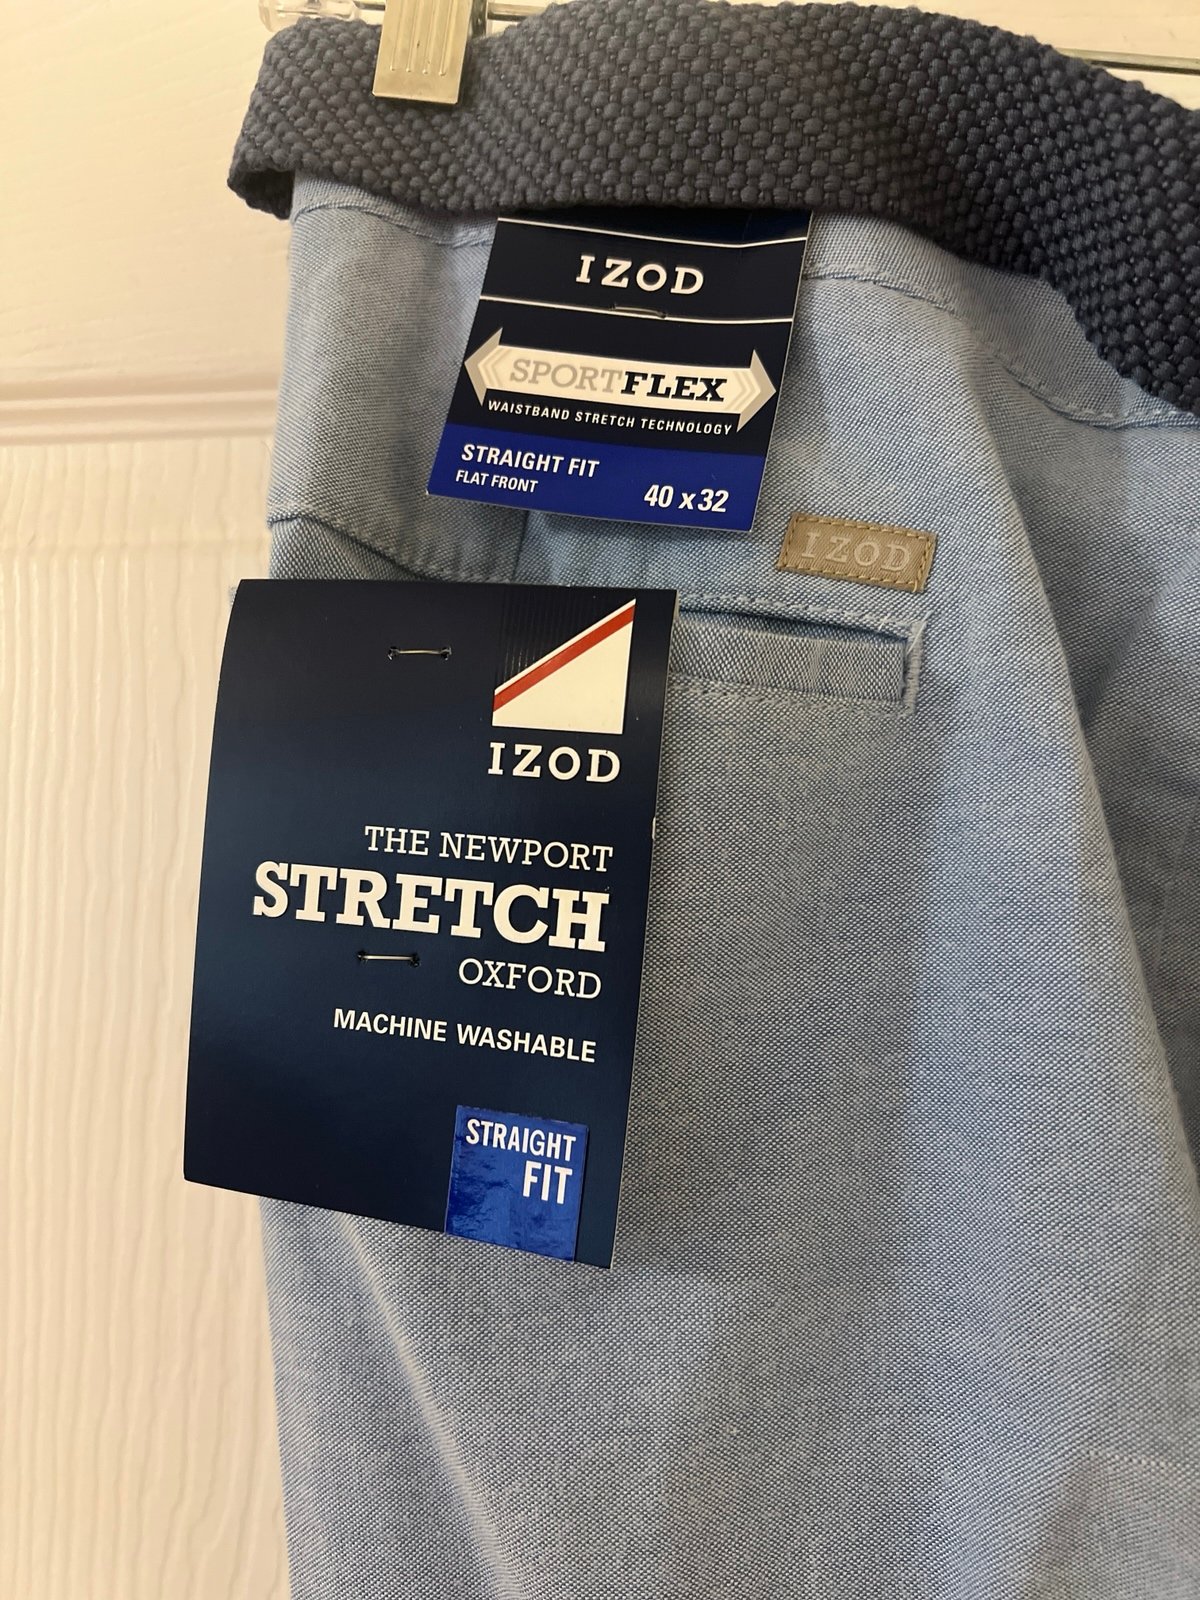 IZOD
SPORTFLEX
WAISTBAND STRETCH TECHNOLOGY
STRAIGHT FIT
FLAT FRONT
40 x 32
IZOD
IZOD
THE NEWPORT
STRETCH
OXFORD
MACHINE WASHABLE
STRAIGHT
FIT